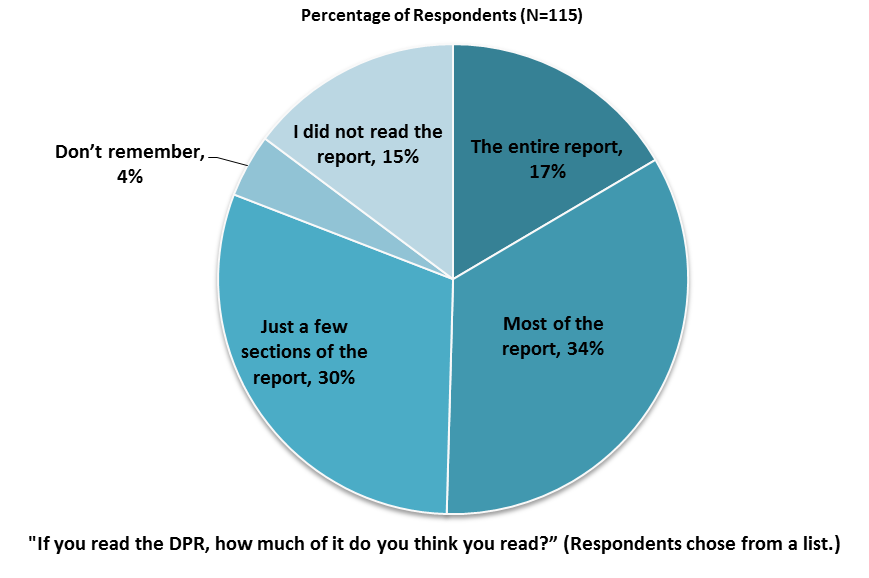 Percentage of Respondents (N=115)
I did not read the
report, 15%
The entire report,
17%
Don’t remember,
4%
Most of the
report, 34%
Just a few
sections of the
report, 30%
"If you read the DPR, how much of it do you think you read?” (Respondents chose from a list.)